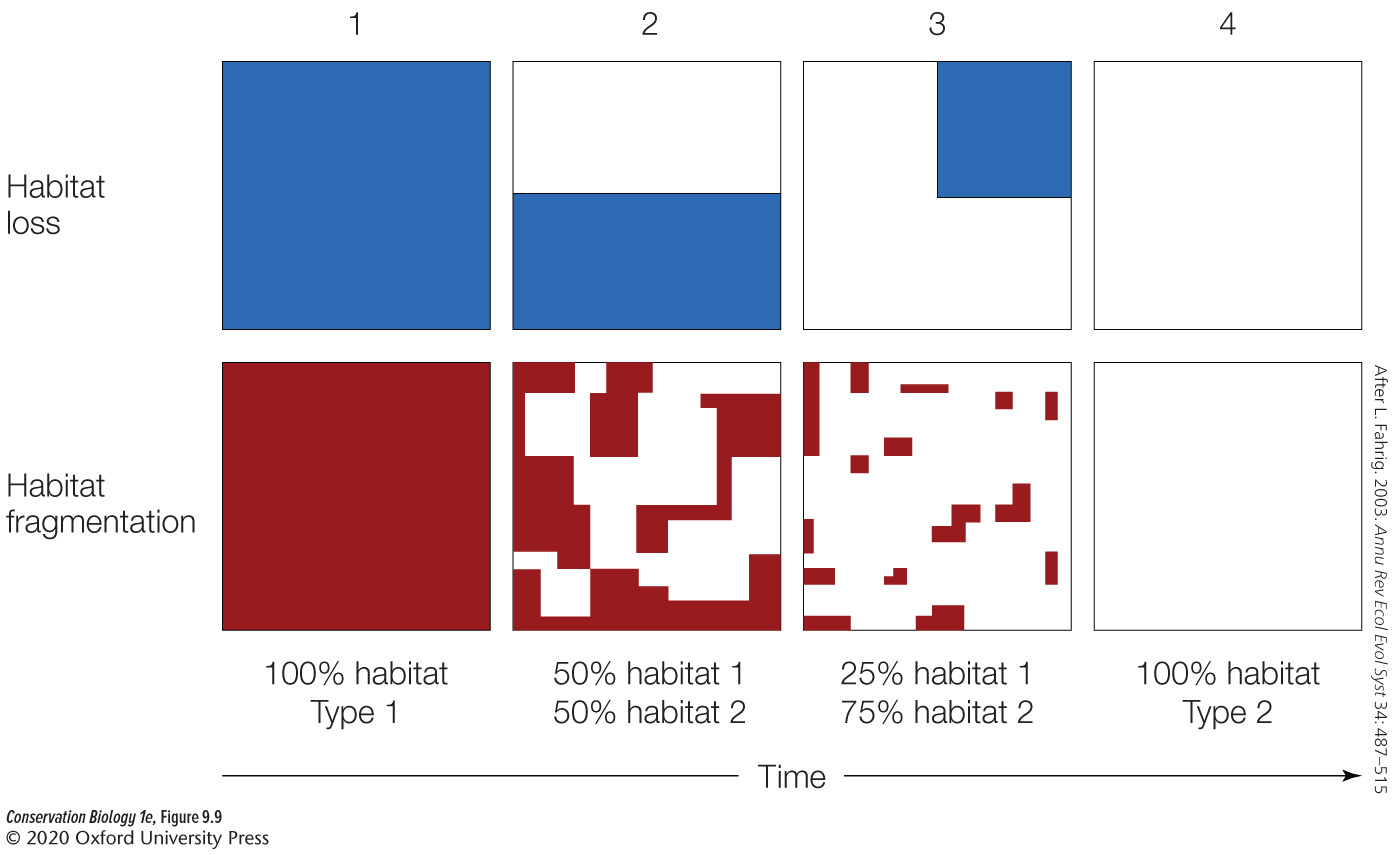 1 2 3 4
Habitat
loss
Habitat
fragmentation
100% habitat
Type 1
50% habitat 1
50% habitat 2
25% habitat 1
75% habitat 2
100% habitat
Type 2
Time
After L. Fahrig. 2003. Annu Rev Ecol Evol Syst 34: 487–515
Conservation Biology 1e, Figure 9.9
© 2020 Oxford University Press